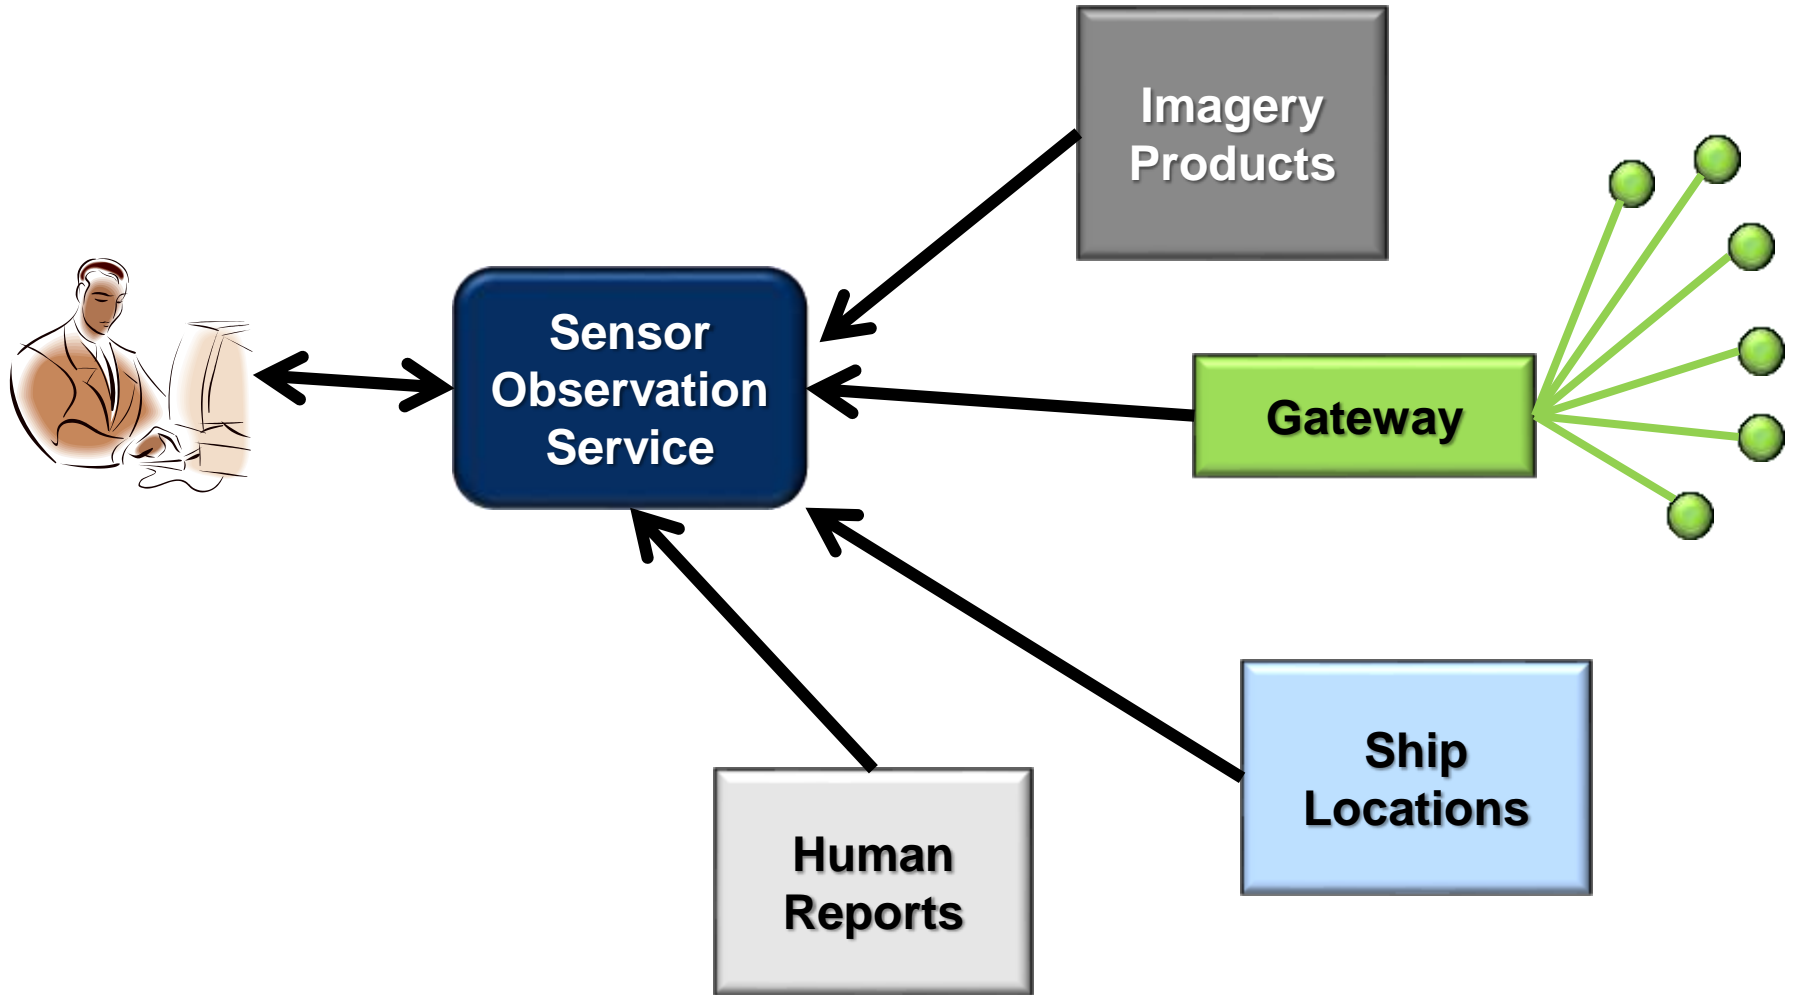 Imagery
Products
Sensor
Observation
Service
Gateway
Ship
Locations
Human
Reports